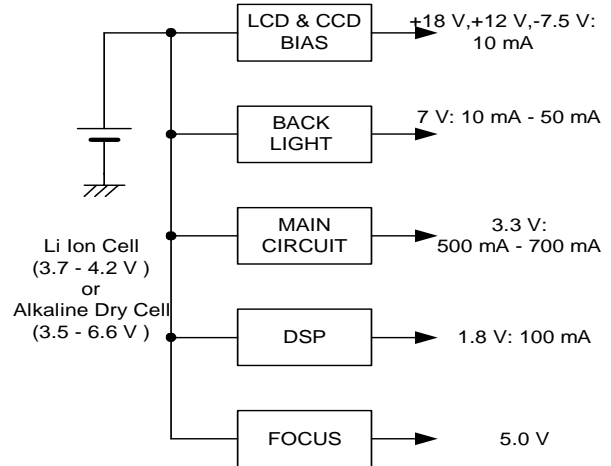 LCD & CCD
BIAS
+18 V,+12 V,-7.5 V:
10 mA
BACK
LIGHT
7 V: 10 mA - 50 mA
MAIN
CIRCUIT
3.3 V:
500 mA - 700 mA
Li Ion Cell
(3.7 - 4.2 V )
or
Alkaline Dry Cell
(3.5 - 6.6 V )
DSP
1.8 V: 100 mA
FOCUS
5.0 V